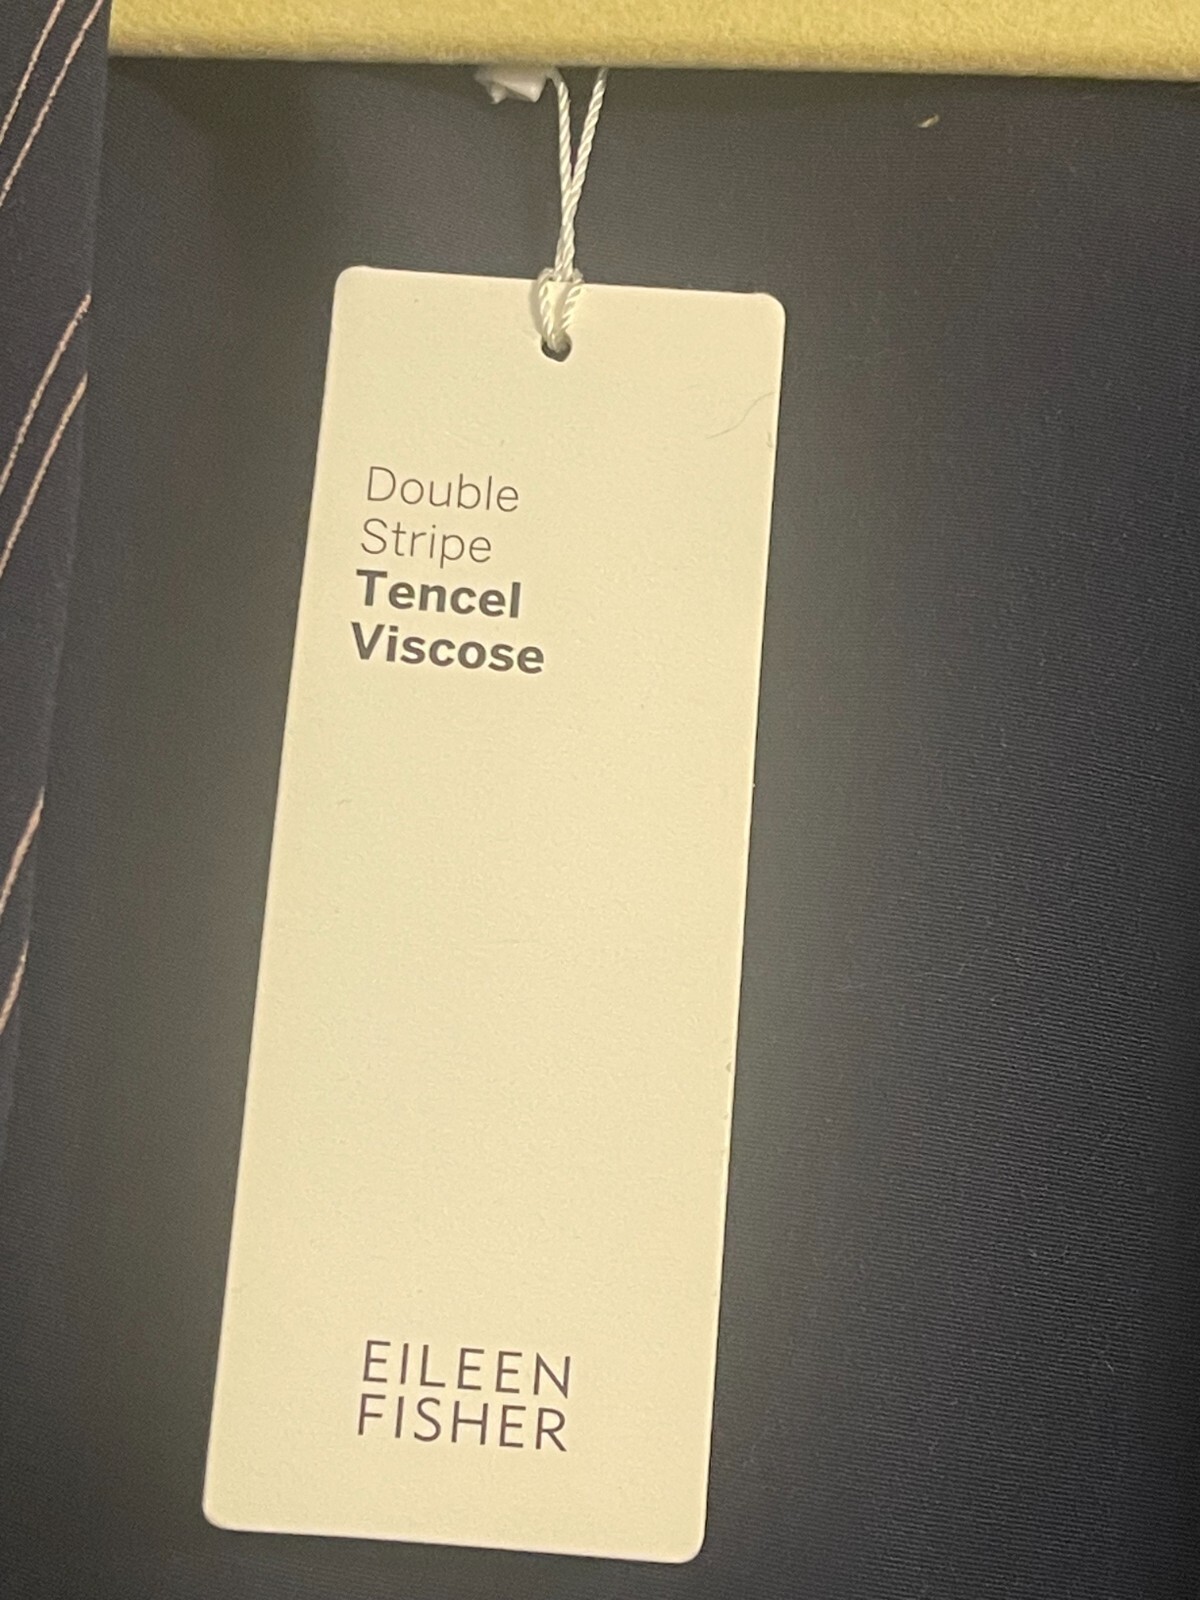 Double
Stripe
Tencel
Viscose
EILEEN
FISHER